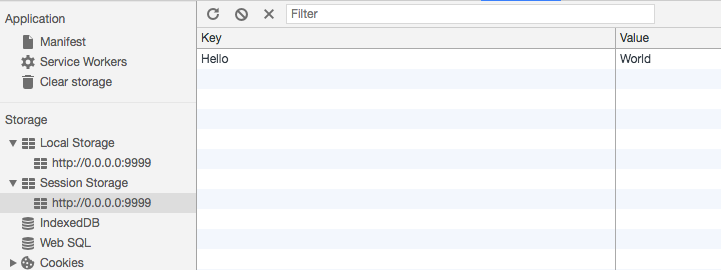 Application
Manifest
Service Workers
Clear storage
Storage
Local Storage
http://0.0.0.0:9999
Session Storage
http://0.0.0.0:9999
IndexedDB
Web SQL
Cookies
Filter
Key Value
Hello World